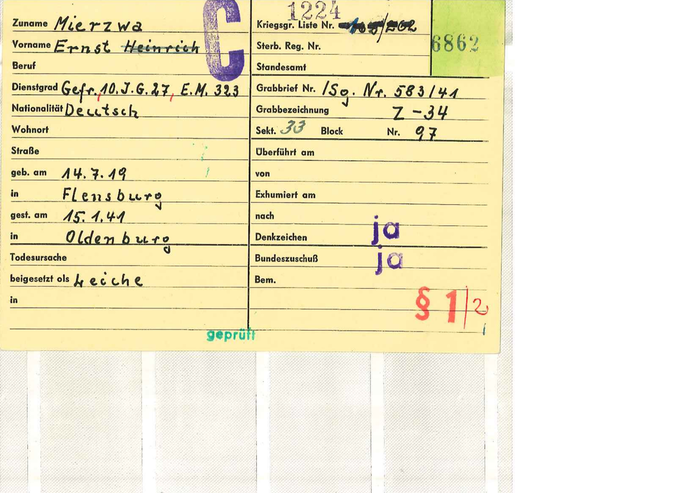 Zuname Mierzwa
Vorname Ernst Heinrich
Beruf
Dienstgrad Gefr, 10. J. G. 27, E. M. 323
Nationalität Deutsch
Wohnort
Straße
geb. am 14.7.19
in Flensburg
gest. am 15.1.41
in Oldenburg
Todesursache
beigesetzt als Leiche
in
geprüft
C
1224
Kriegsgr. Liste Nr.
6862
Sterb. Reg. Nr.
Standesamt
Grabbrief Nr. /Sg. Nr. 583/41
Grabbezeichnung Z-34
Sekt. 33 Block Nr. 97
Überführt am
von
Exhumiert am
nach
Denkzeichen ja
Bundeszuschuß ja
Bem.
§ 1/2